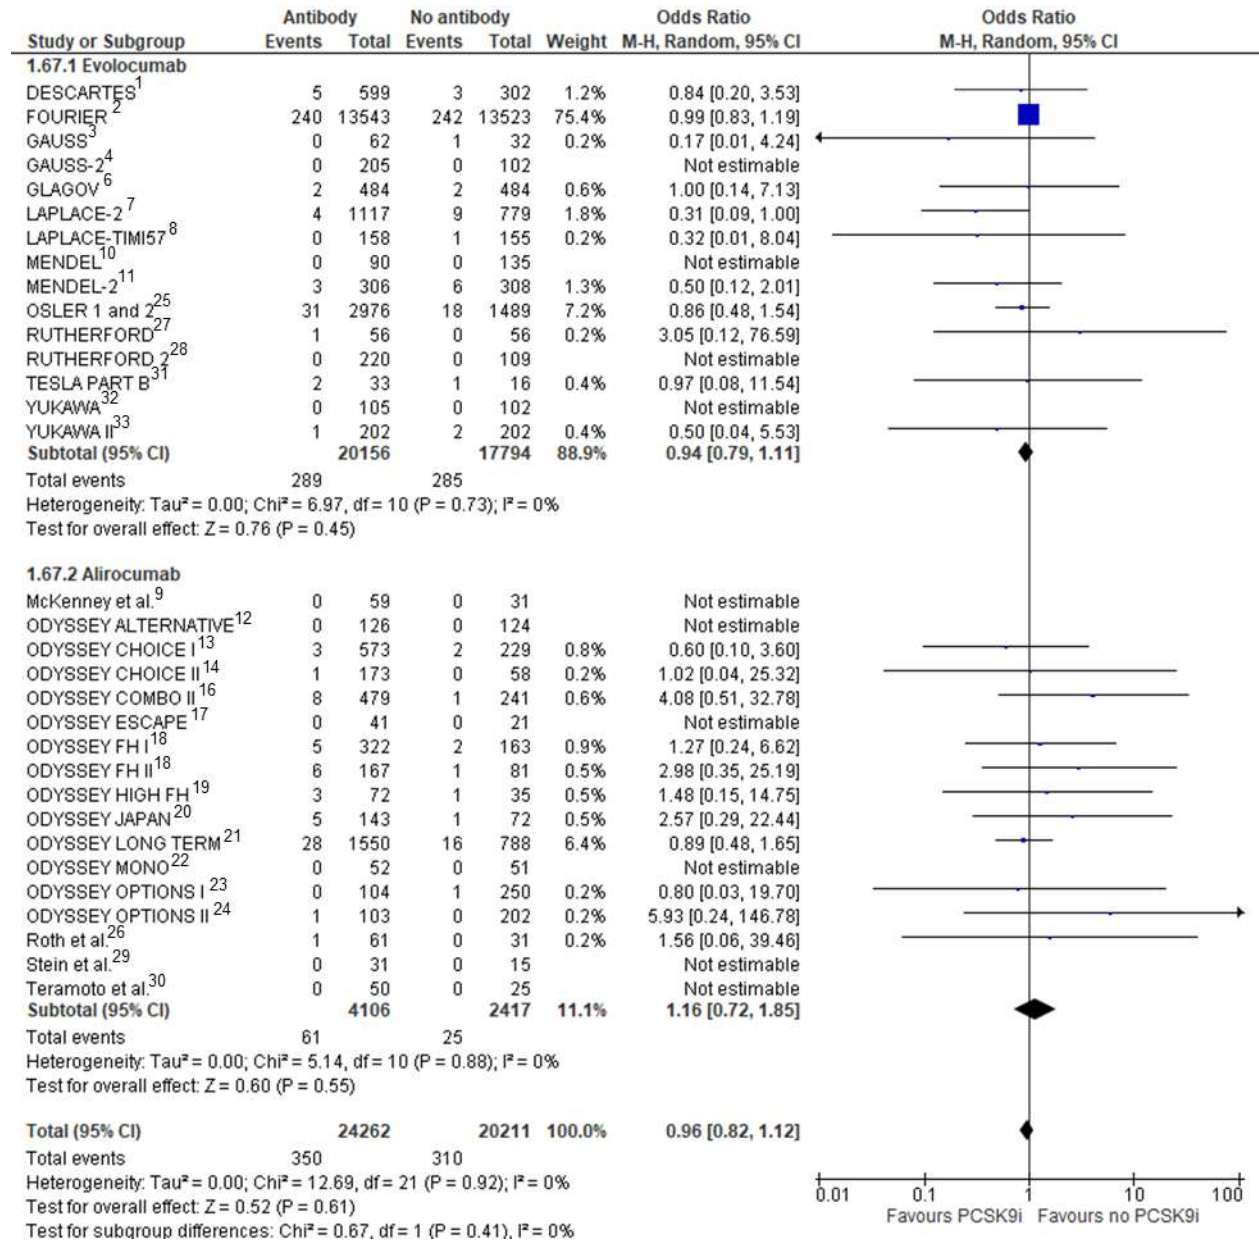 Antibody No antibody Odds Ratio Odds Ratio
Study or Subgroup Events Total Events Total Weight M-H, Random, 95% CI M-H, Random, 95% CI
1.67.1 Evolocumab
DESCARTES¹ 5 599 3 302 1.2% 0.84 [0.20, 3.53]
FOURIER² 240 13543 242 13523 75.4% 0.99 [0.83, 1.19]
GAUSS³ 0 62 1 32 0.2% 0.17 [0.01, 4.24]
GAUSS-2⁴ 0 205 0 102 Not estimable
GLAGOV⁶ 2 484 2 484 0.6% 1.00 [0.14, 7.13]
LAPLACE-2⁷ 4 1117 9 779 1.8% 0.31 [0.09, 1.00]
LAPLACE-TIMI57⁸ 0 158 1 155 0.2% 0.32 [0.01, 8.04]
MENDEL¹⁰ 0 90 0 135 Not estimable
MENDEL-2¹¹ 3 306 6 308 1.3% 0.50 [0.12, 2.01]
OSLER 1 and 2²⁵ 31 2976 18 1489 7.2% 0.86 [0.48, 1.54]
RUTHERFORD²⁷ 1 56 0 56 0.2% 3.05 [0.12, 76.59]
RUTHERFORD 2²⁸ 0 220 0 109 Not estimable
TESLA PART B³¹ 2 33 1 16 0.4% 0.97 [0.08, 11.54]
YUKAWA³² 0 105 0 102 Not estimable
YUKAWA II³³ 1 202 2 202 0.4% 0.50 [0.04, 5.53]
Subtotal (95% CI) 20156 17794 88.9% 0.94 [0.79, 1.11]
Total events 289 285
Heterogeneity: Tau² = 0.00; Chi² = 6.97, df = 10 (P = 0.73); I² = 0%
Test for overall effect: Z = 0.76 (P = 0.45)
1.67.2 Alirocumab
McKenney et al.⁹ 0 59 0 31 Not estimable
ODYSSEY ALTERNATIVE¹² 0 126 0 124 Not estimable
ODYSSEY CHOICE I¹³ 3 573 2 229 0.8% 0.60 [0.10, 3.60]
ODYSSEY CHOICE II¹⁴ 1 173 0 58 0.2% 1.02 [0.04, 25.32]
ODYSSEY COMBO II¹⁶ 8 479 1 241 0.6% 4.08 [0.51, 32.78]
ODYSSEY ESCAPE¹⁷ 0 41 0 21 Not estimable
ODYSSEY FH I¹⁸ 5 322 2 163 0.9% 1.27 [0.24, 6.62]
ODYSSEY FH II¹⁸ 6 167 1 81 0.5% 2.98 [0.35, 25.19]
ODYSSEY HIGH FH¹⁹ 3 72 1 35 0.5% 1.48 [0.15, 14.75]
ODYSSEY JAPAN²⁰ 5 143 1 72 0.5% 2.57 [0.29, 22.44]
ODYSSEY LONG TERM²¹ 28 1550 16 788 6.4% 0.89 [0.48, 1.65]
ODYSSEY MONO²² 0 52 0 51 Not estimable
ODYSSEY OPTIONS I²³ 0 104 1 250 0.2% 0.80 [0.03, 19.70]
ODYSSEY OPTIONS II²⁴ 1 103 0 202 0.2% 5.93 [0.24, 146.78]
Roth et al.²⁶ 1 61 0 31 0.2% 1.56 [0.06, 39.46]
Stein et al.²⁹ 0 31 0 15 Not estimable
Teramoto et al.³⁰ 0 50 0 25 Not estimable
Subtotal (95% CI) 4106 2417 11.1% 1.16 [0.72, 1.85]
Total events 61 25
Heterogeneity: Tau² = 0.00; Chi² = 5.14, df = 10 (P = 0.88); I² = 0%
Test for overall effect: Z = 0.60 (P = 0.55)
Total (95% CI) 24262 20211 100.0% 0.96 [0.82, 1.12]
Total events 350 310
Heterogeneity: Tau² = 0.00; Chi² = 12.69, df = 21 (P = 0.92); I² = 0%
Test for overall effect: Z = 0.52 (P = 0.61)
Test for subgroup differences: Chi² = 0.67, df = 1 (P = 0.41), I² = 0%
0.01 0.1 1 10 100
Favours PCSK9i Favours no PCSK9i